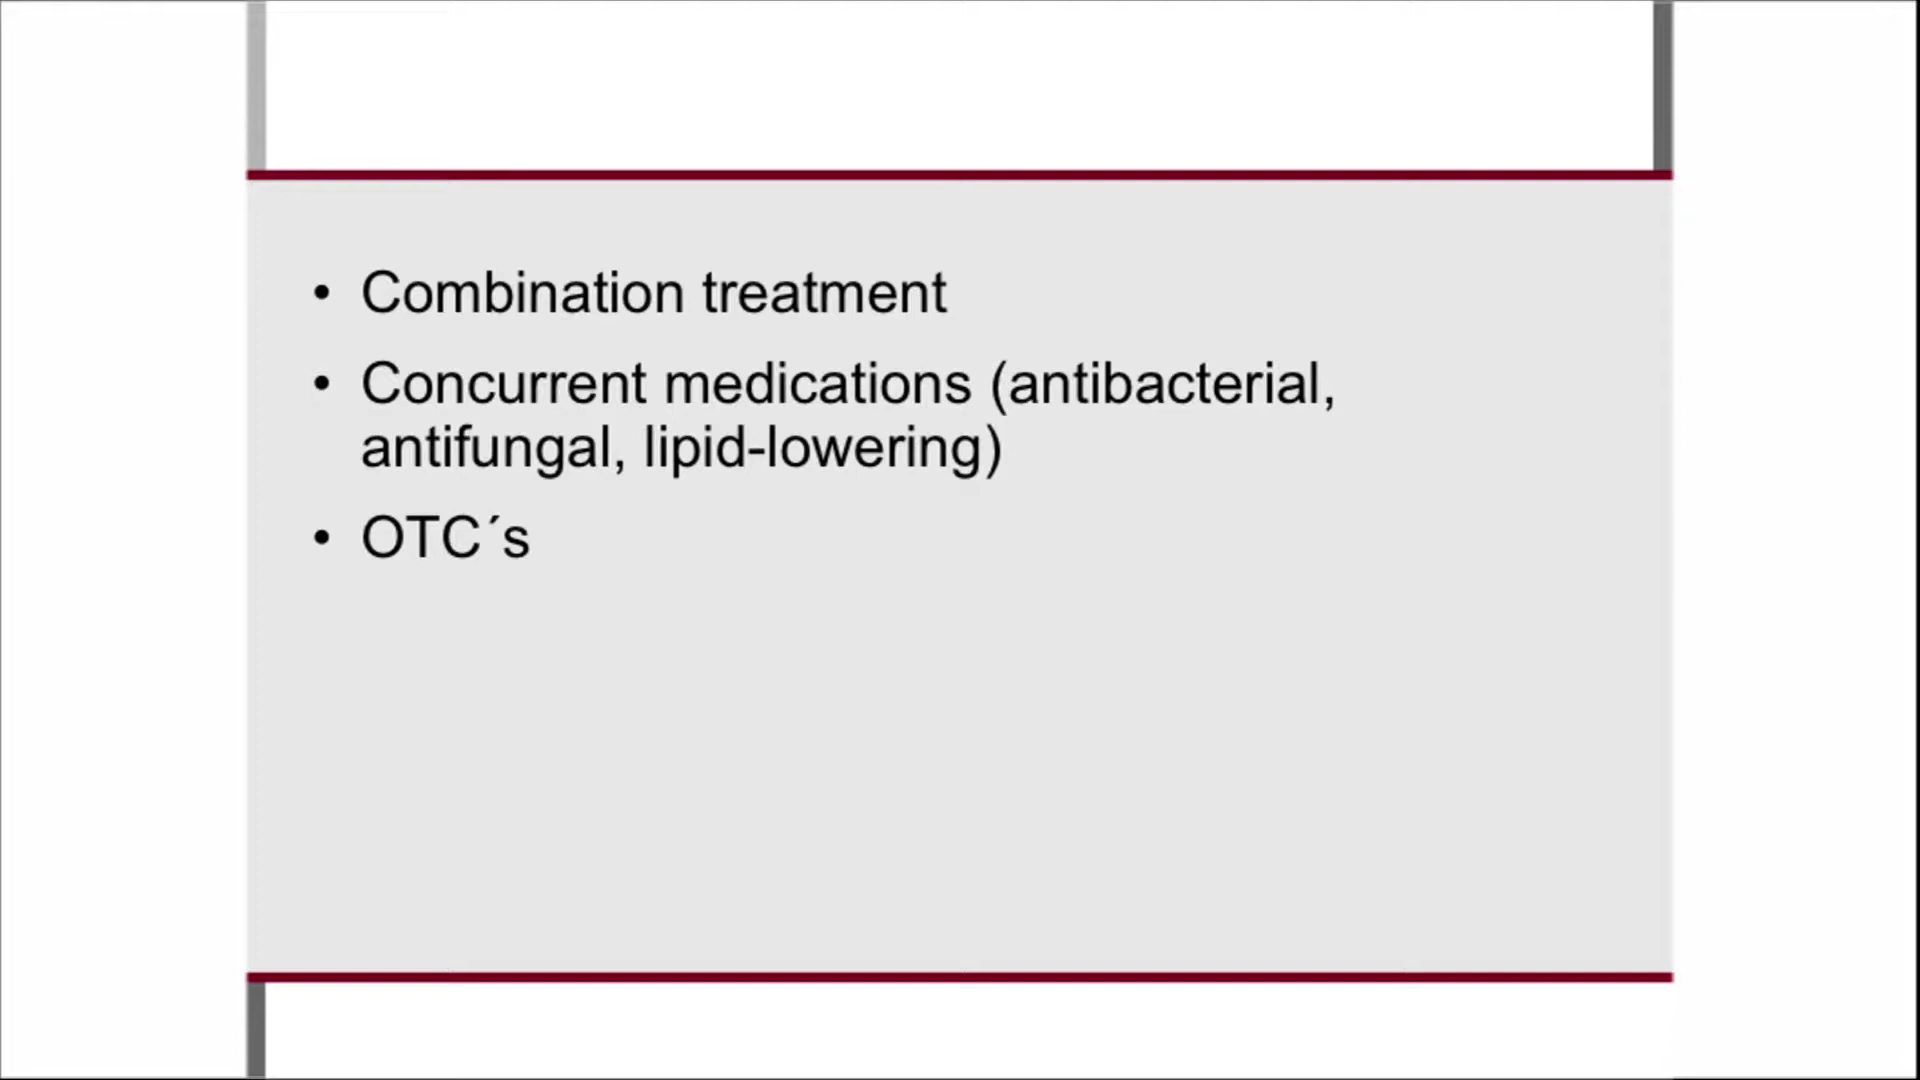 • Combination treatment
• Concurrent medications (antibacterial,
antifungal, lipid-lowering)
• OTC´s